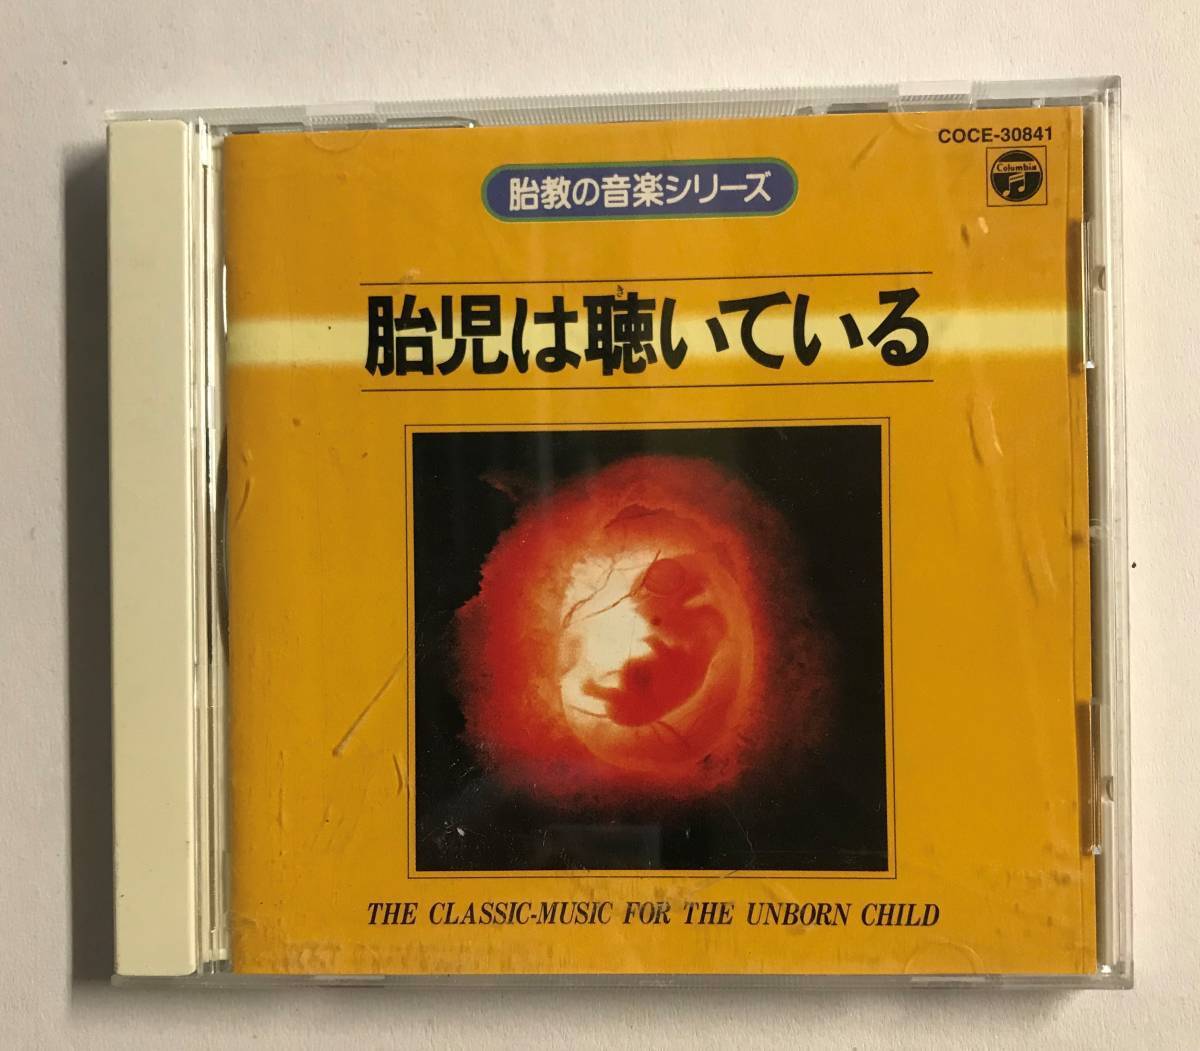 COCE-30841
Columbia
胎教の音楽シリーズ
き
胎児は聴いている
THE CLASSIC-MUSIC FOR THE UNBORN CHILD